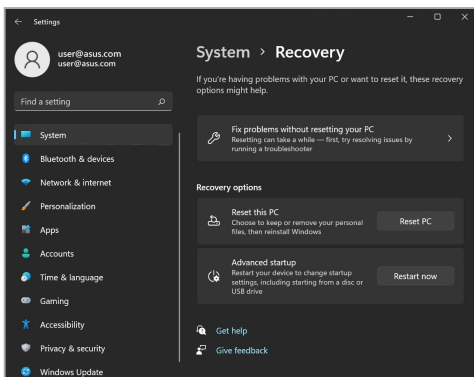 Settings
user@asus.com
user@asus.com
Find a setting
System
Bluetooth & devices
Network & internet
Personalization
Apps
Accounts
Time & language
Gaming
Accessibility
Privacy & security
Windows Update
System > Recovery
If you're having problems with your PC or want to reset it, these recovery
options might help.
Fix problems without resetting your PC
Resetting can take a while — first, try resolving issues by
running a troubleshooter
Recovery options
Reset this PC
Choose to keep or remove your personal
files, then reinstall Windows
Reset PC
Advanced startup
Restart your device to change startup
settings, including starting from a disc or
USB drive
Restart now
Get help
Give feedback